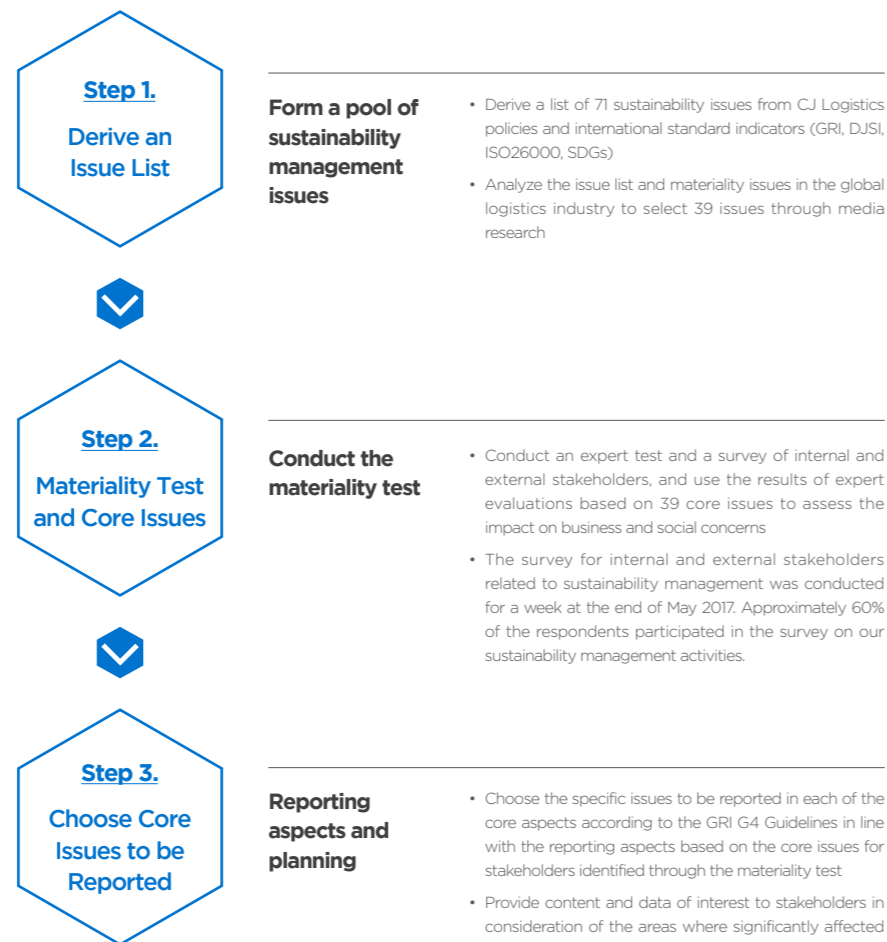 Step 1.
Derive an
Issue List
Form a pool of
sustainability
management
issues
• Derive a list of 71 sustainability issues from CJ Logistics
policies and international standard indicators (GRI, DJSI,
ISO26000, SDGs)
• Analyze the issue list and materiality issues in the global
logistics industry to select 39 issues through media
research
Step 2.
Materiality Test
and Core Issues
Conduct the
materiality test
• Conduct an expert test and a survey of internal and
external stakeholders, and use the results of expert
evaluations based on 39 core issues to assess the
impact on business and social concerns
• The survey for internal and external stakeholders
related to sustainability management was conducted
for a week at the end of May 2017. Approximately 60%
of the respondents participated in the survey on our
sustainability management activities.
Step 3.
Choose Core
Issues to be
Reported
Reporting
aspects and
planning
• Choose the specific issues to be reported in each of the
core aspects according to the GRI G4 Guidelines in line
with the reporting aspects based on the core issues for
stakeholders identified through the materiality test
• Provide content and data of interest to stakeholders in
consideration of the areas where significantly affected